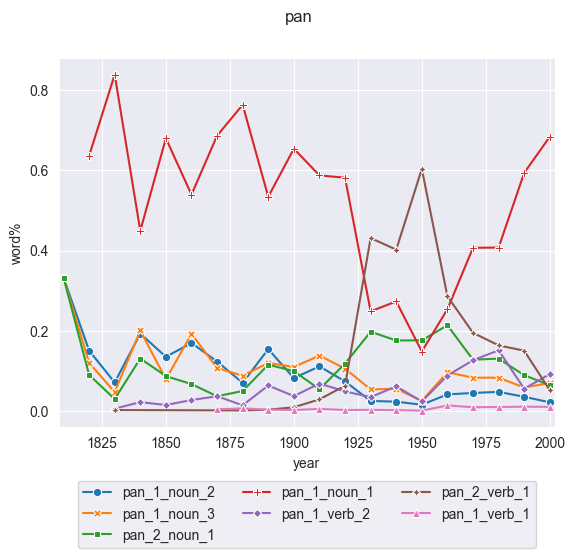 pan
0.8
0.6
0.4
0.2
0.0
word%
1825 1850 1875 1900 1925 1950 1975 2000
year
pan_1_noun_2 pan_1_noun_1 pan_2_verb_1
pan_1_noun_3 pan_1_verb_2 pan_1_verb_1
pan_2_noun_1